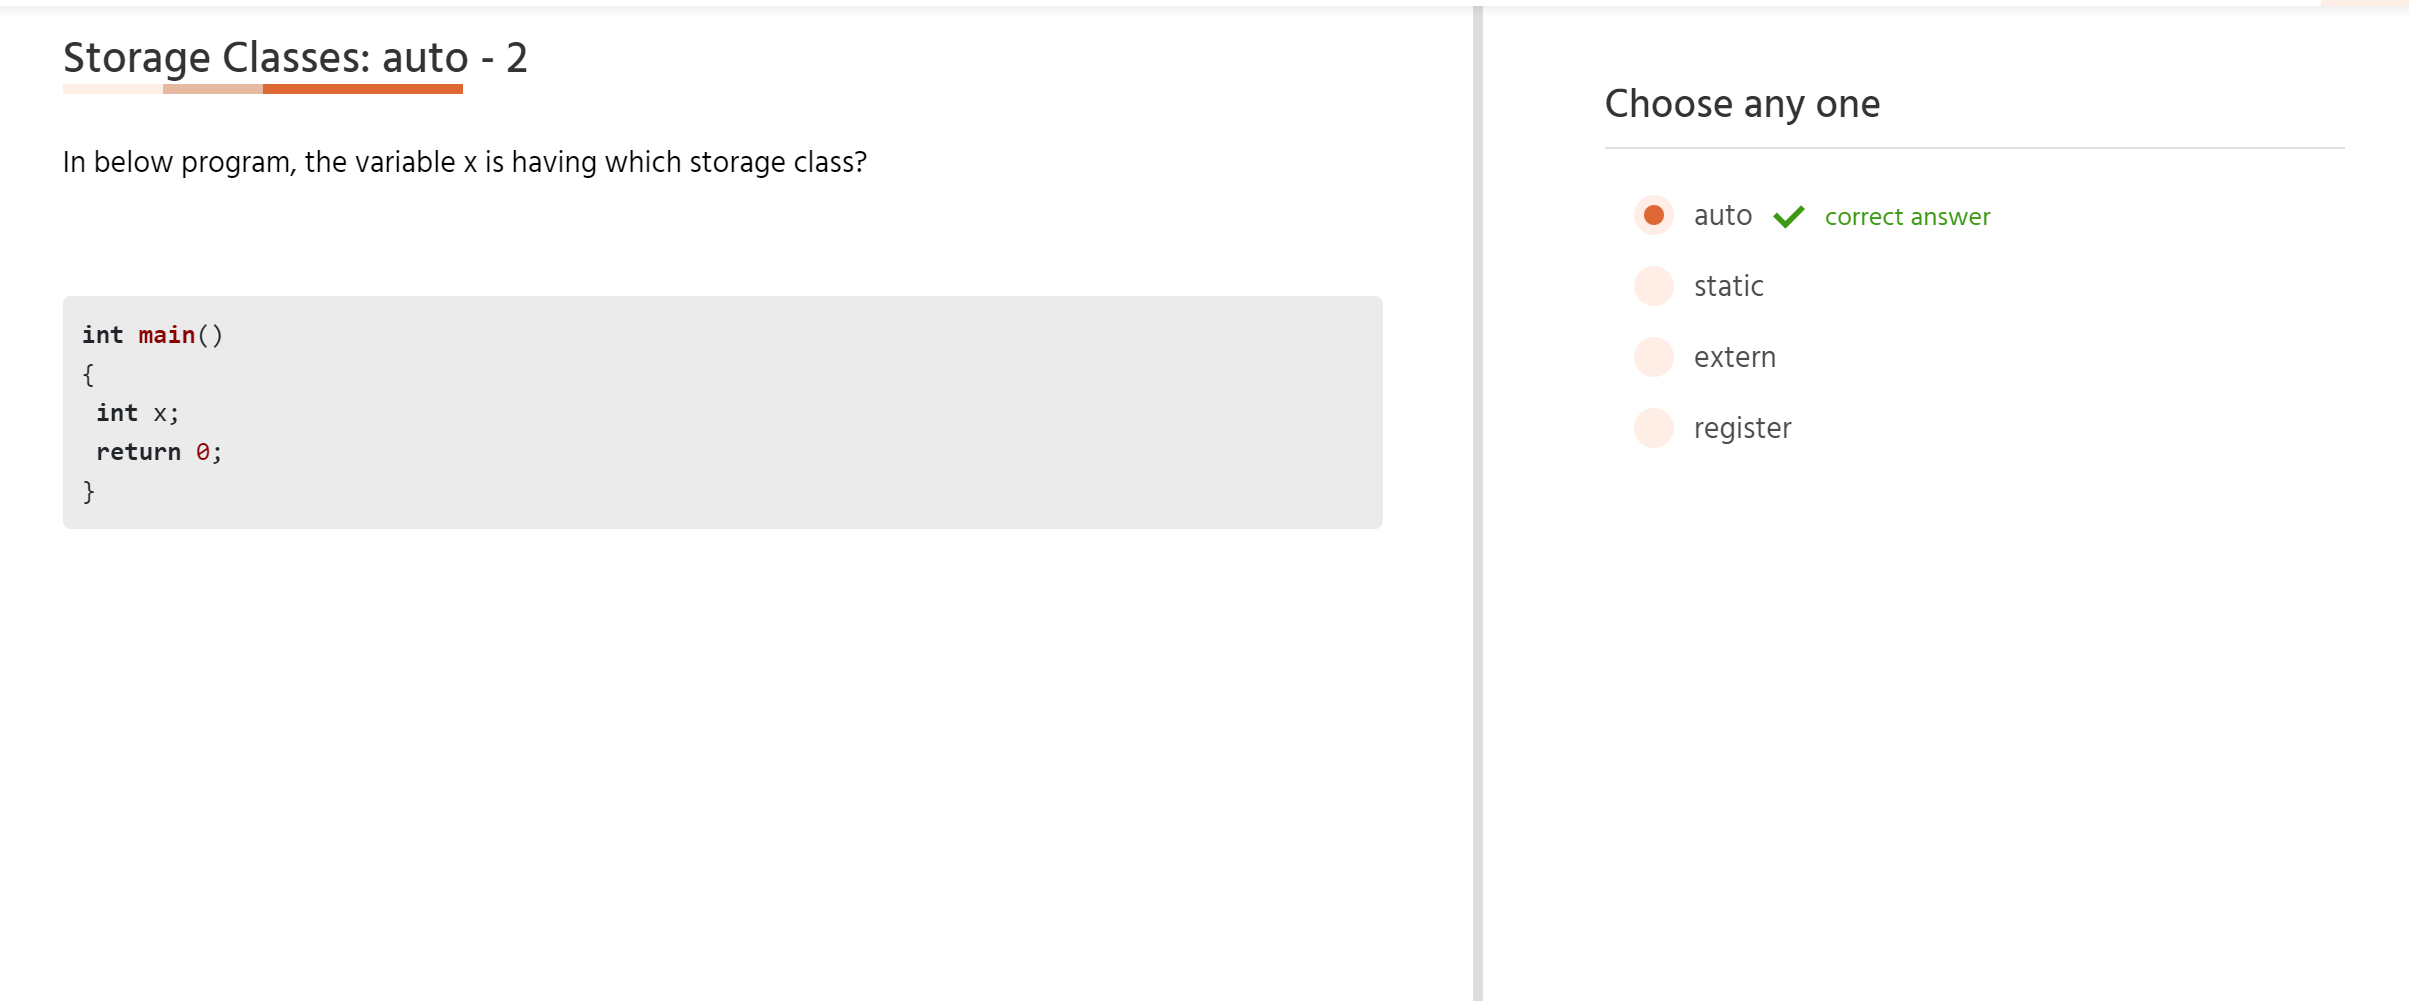 Storage Classes: auto - 2
In below program, the variable x is having which storage class?
int main()
{
 int x;
 return 0;
}
Choose any one
auto correct answer
static
extern
register